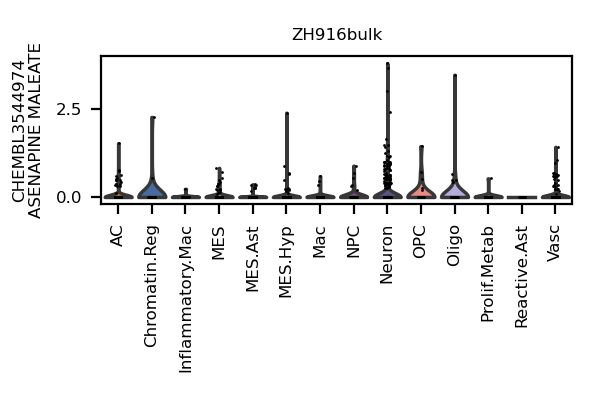 ZH916bulk
CHEMBL3544974
ASENAPINE MALEATE
2.5
0.0
AC
Chromatin.Reg
Inflammatory.Mac
MES
MES.Ast
MES.Hyp
Mac
NPC
Neuron
OPC
Oligo
Prolif.Metab
Reactive.Ast
Vasc